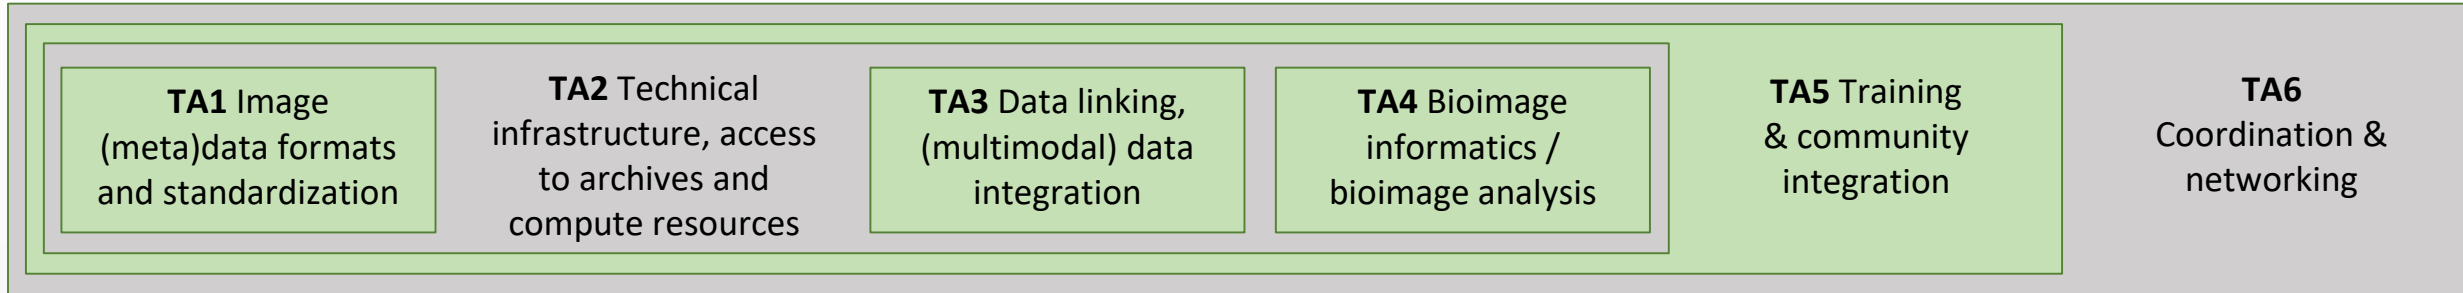 TA1 Image
(meta)data formats
and standardization
TA2 Technical
infrastructure, access
to archives and
compute resources
TA3 Data linking,
(multimodal) data
integration
TA4 Bioimage
informatics /
bioimage analysis
TA5 Training
& community
integration
TA6
Coordination &
networking